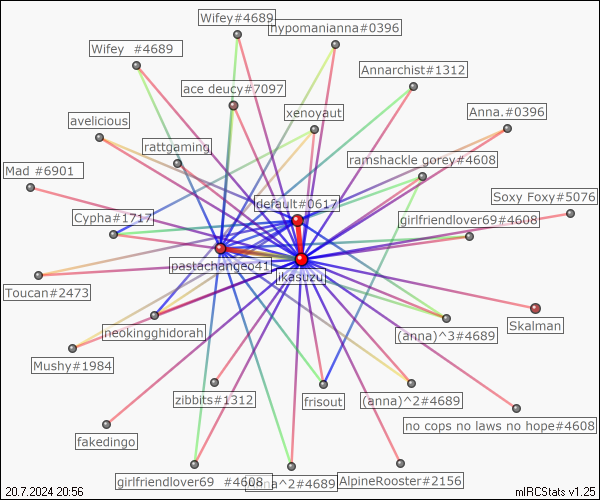 Wifey#4689
hypomanianna#0396
Wifey  #4689
Annarchist#1312
ace deucy#7097
xenoyaut
Anna.#0396
avelicious
rattgaming
ramshackle gorey#4608
Mad #6901
default#0617
Soxy Foxy#5076
Cypha#1717
girlfriendlover69#4608
pastachangeo41
jkasuzu
Toucan#2473
Skalman
neokingghidorah
(anna)^3#4689
Mushy#1984
zibbits#1312
frisout
(anna)^2#4689
fakedingo
no cops no laws no hope#4608
girlfriendlover69  #4608
anna^2#4689
AlpineRooster#2156
20.7.2024 20:56
mIRCStats v1.25